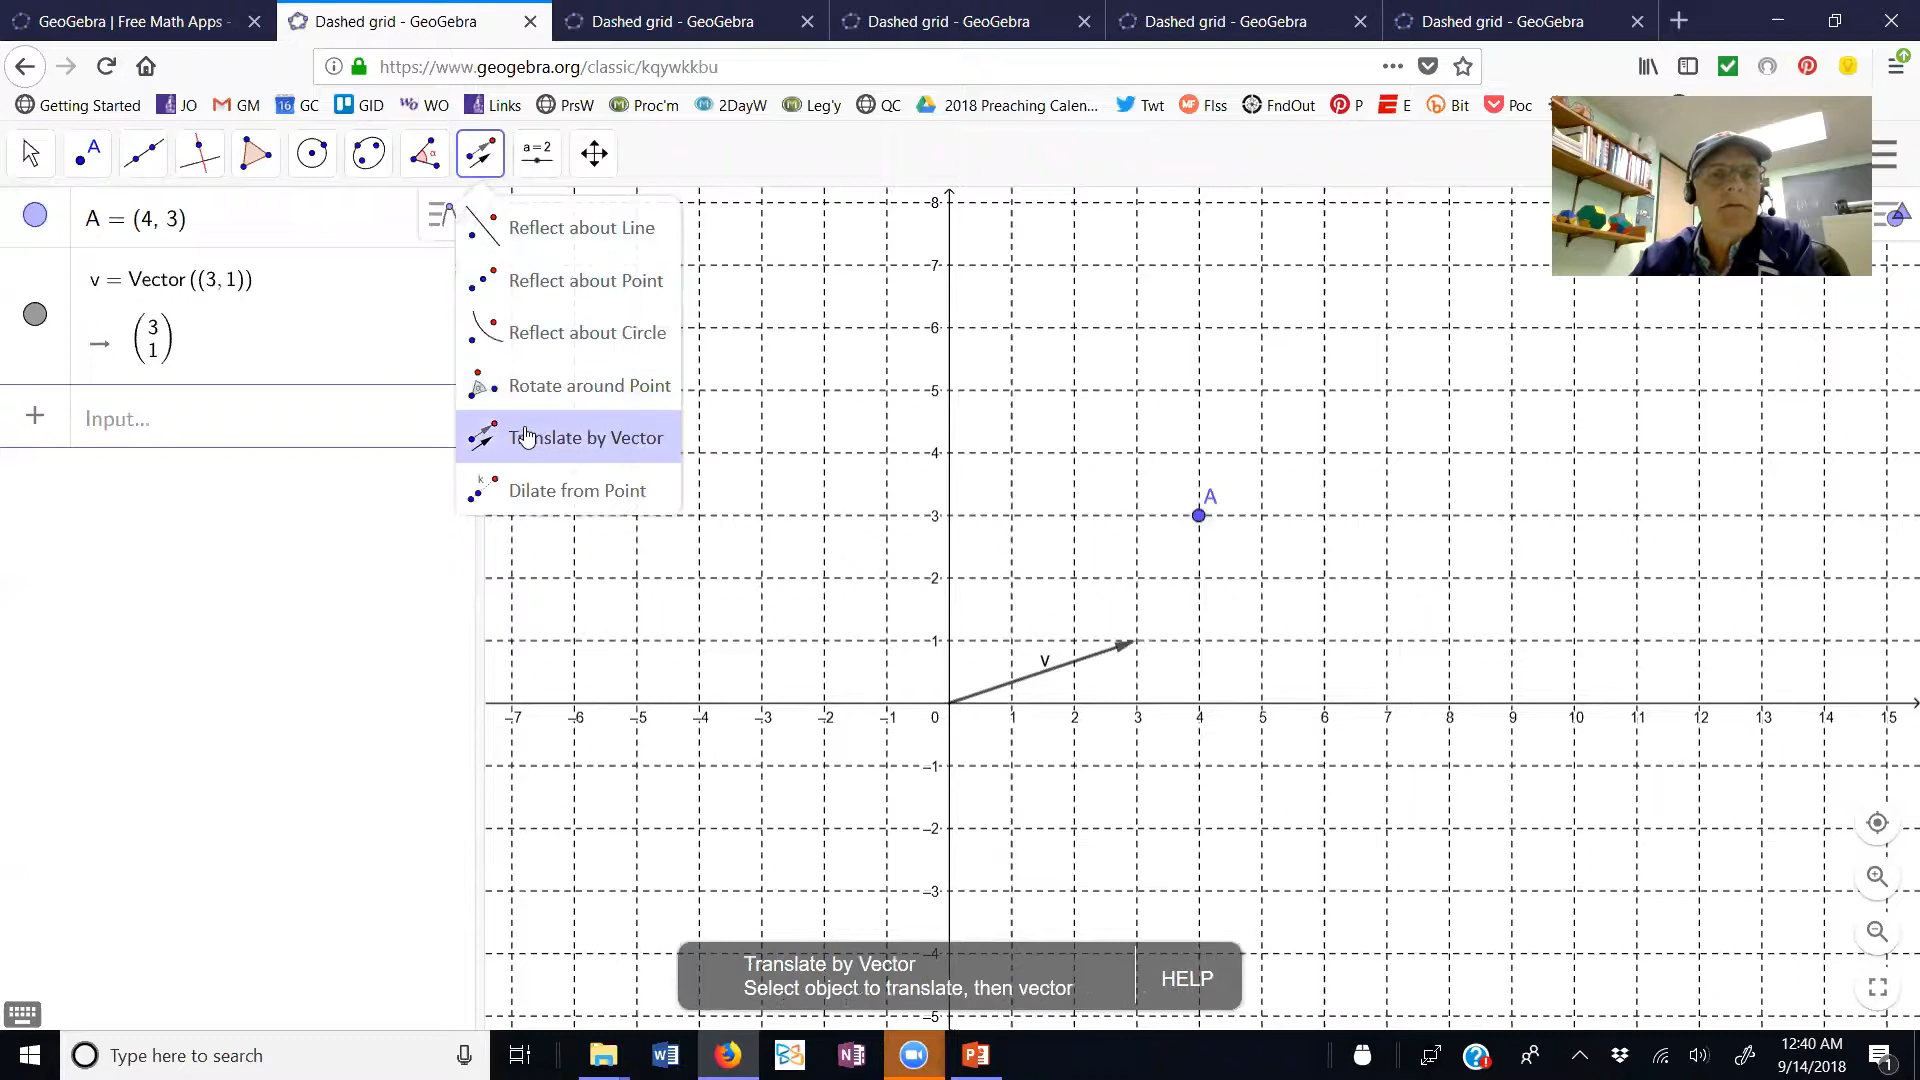 GeoGebra | Free Math Apps -
Dashed grid - GeoGebra
Dashed grid - GeoGebra
Dashed grid - GeoGebra
Dashed grid - GeoGebra
Dashed grid - GeoGebra
https://www.geogebra.org/classic/kqywkkbu
Getting Started JO GM 16 GC GID Wo WO Links PrsW Proc'm 2DayW Leg'y QC 2018 Preaching Calen... Twt MF FIss FndOut P E Bit Poc
A
α
a=2
A = (4, 3)
v = Vector((3, 1))
→ (3
1)
+ Input...
Reflect about Line
Reflect about Point
Reflect about Circle
Rotate around Point
Translate by Vector
k Dilate from Point
8
7
6
5
4
3
2
1
A
v
–7 –6 –5 –4 –3 –2 –1 0 1 2 3 4 5 6 7 8 9 10 11 12 13 14 15
–1
–2
–3
–4
–5
Translate by Vector
Select object to translate, then vector
HELP
Type here to search
12:40 AM
9/14/2018
1